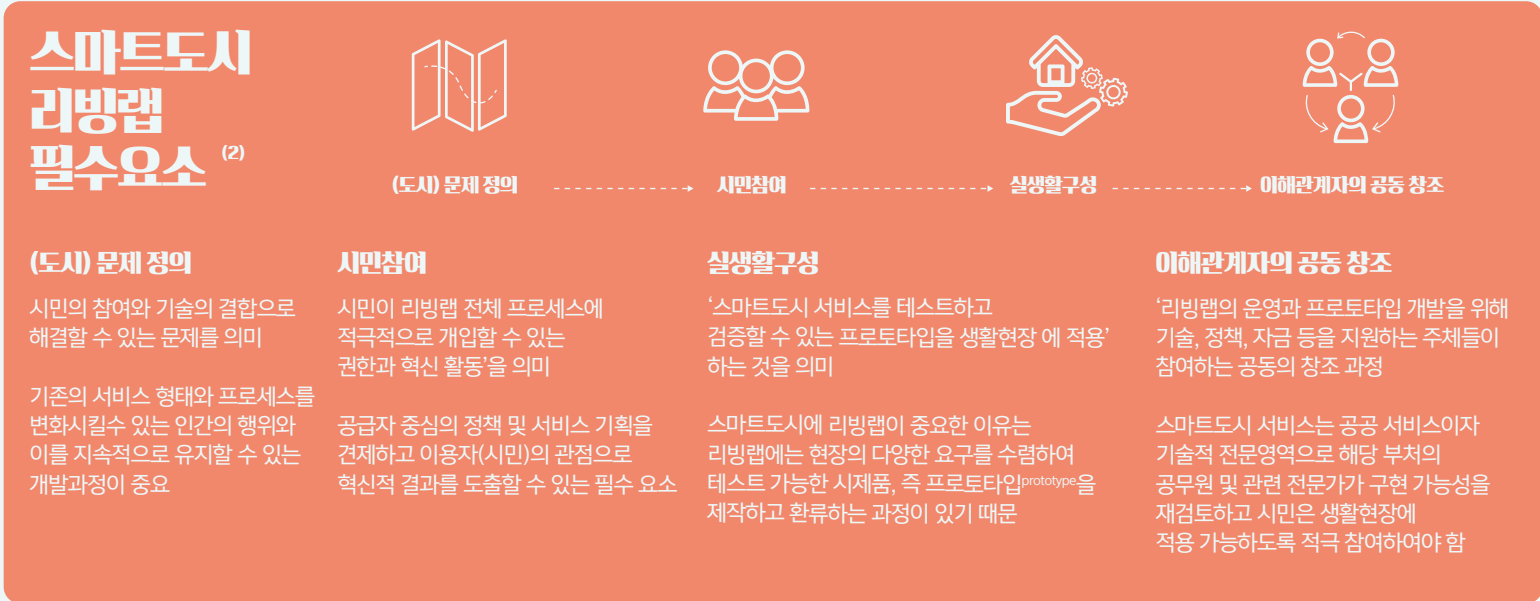 스마트도시
리빙랩
필수요소 (2)
(도시) 문제 정의
시민참여
실생활구성
이해관계자의 공동 창조
(도시) 문제 정의
시민의 참여와 기술의 결합으로
해결할 수 있는 문제를 의미
기존의 서비스 형태와 프로세스를
변화시킬수 있는 인간의 행위와
이를 지속적으로 유지할 수 있는
개발과정이 중요
시민참여
시민이 리빙랩 전체 프로세스에
적극적으로 개입할 수 있는
권한과 혁신 활동’을 의미
공급자 중심의 정책 및 서비스 기획을
견제하고 이용자(시민)의 관점으로
혁신적 결과를 도출할 수 있는 필수 요소
실생활구성
‘스마트도시 서비스를 테스트하고
검증할 수 있는 프로토타입을 생활현장 에 적용’
하는 것을 의미
스마트도시에 리빙랩이 중요한 이유는
리빙랩에는 현장의 다양한 요구를 수렴하여
테스트 가능한 시제품, 즉 프로토타입prototype을
제작하고 환류하는 과정이 있기 때문
이해관계자의 공동 창조
‘리빙랩의 운영과 프로토타입 개발을 위해
기술, 정책, 자금 등을 지원하는 주체들이
참여하는 공동의 창조 과정
스마트도시 서비스는 공공 서비스이자
기술적 전문영역으로 해당 부처의
공무원 및 관련 전문가가 구현 가능성을
재검토하고 시민은 생활현장에
적용 가능하도록 적극 참여하여야 함